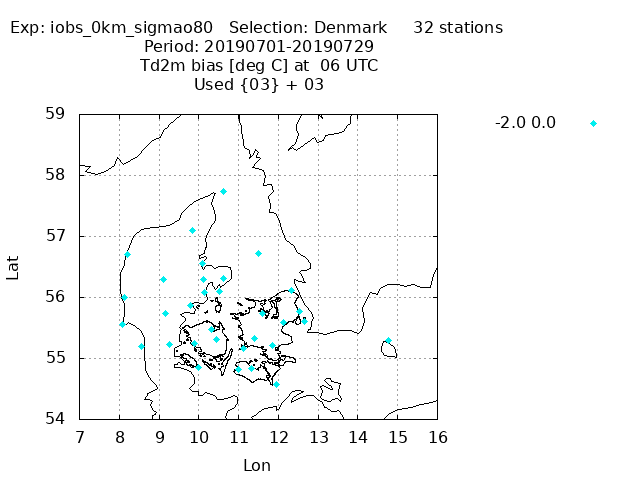 Exp: iobs_0km_sigmao80   Selection: Denmark     32 stations
Period: 20190701-20190729
Td2m bias [deg C] at  06 UTC
Used {03} + 03
-2.0 0.0
59
58
57
56
55
54
Lat
7 8 9 10 11 12 13 14 15 16
Lon